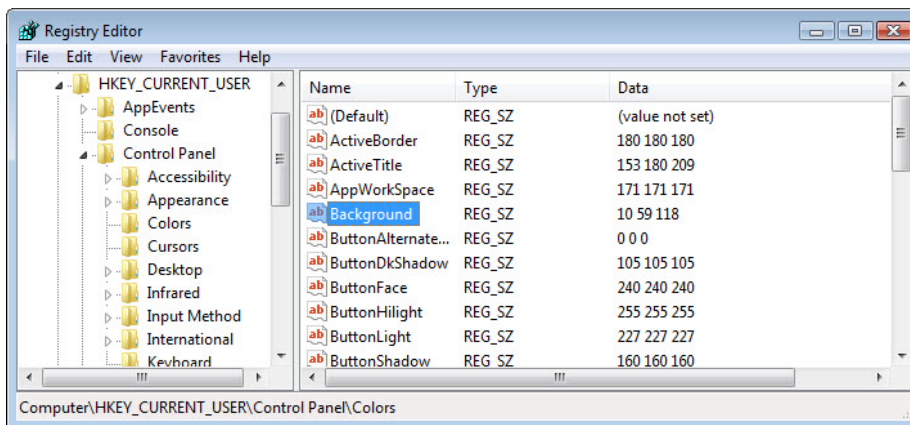 Registry Editor
File Edit View Favorites Help
HKEY_CURRENT_USER
AppEvents
Console
Control Panel
Accessibility
Appearance
Colors
Cursors
Desktop
Infrared
Input Method
International
Keyboard
Name Type Data
(Default) REG_SZ (value not set)
ActiveBorder REG_SZ 180 180 180
ActiveTitle REG_SZ 153 180 209
AppWorkSpace REG_SZ 171 171 171
Background REG_SZ 10 59 118
ButtonAlternate... REG_SZ 0 0 0
ButtonDkShadow REG_SZ 105 105 105
ButtonFace REG_SZ 240 240 240
ButtonHilight REG_SZ 255 255 255
ButtonLight REG_SZ 227 227 227
ButtonShadow REG_SZ 160 160 160
Computer\HKEY_CURRENT_USER\Control Panel\Colors